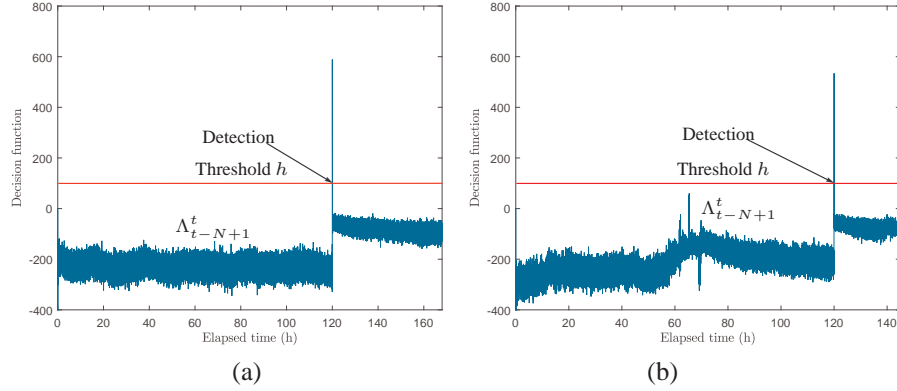 800
600
400
200
0
-200
-400
Decision function
Detection
Threshold h
Λ^t_{t−N+1}
0 20 40 60 80 100 120 140 160
Elapsed time (h)
(a)
800
600
400
200
0
-200
-400
Decision function
Detection
Threshold h
Λ^t_{t−N+1}
0 20 40 60 80 100 120 140
Elapsed time (h)
(b)